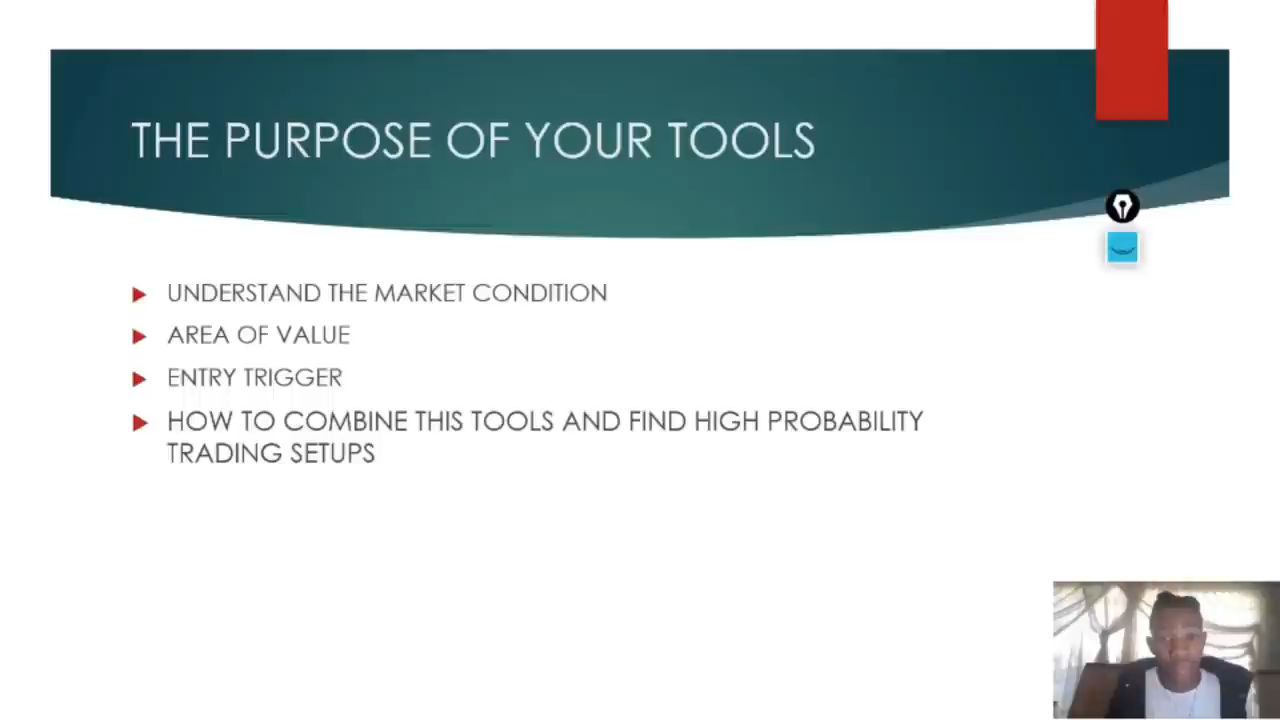 THE PURPOSE OF YOUR TOOLS
UNDERSTAND THE MARKET CONDITION
AREA OF VALUE
ENTRY TRIGGER
HOW TO COMBINE THIS TOOLS AND FIND HIGH PROBABILITY
TRADING SETUPS